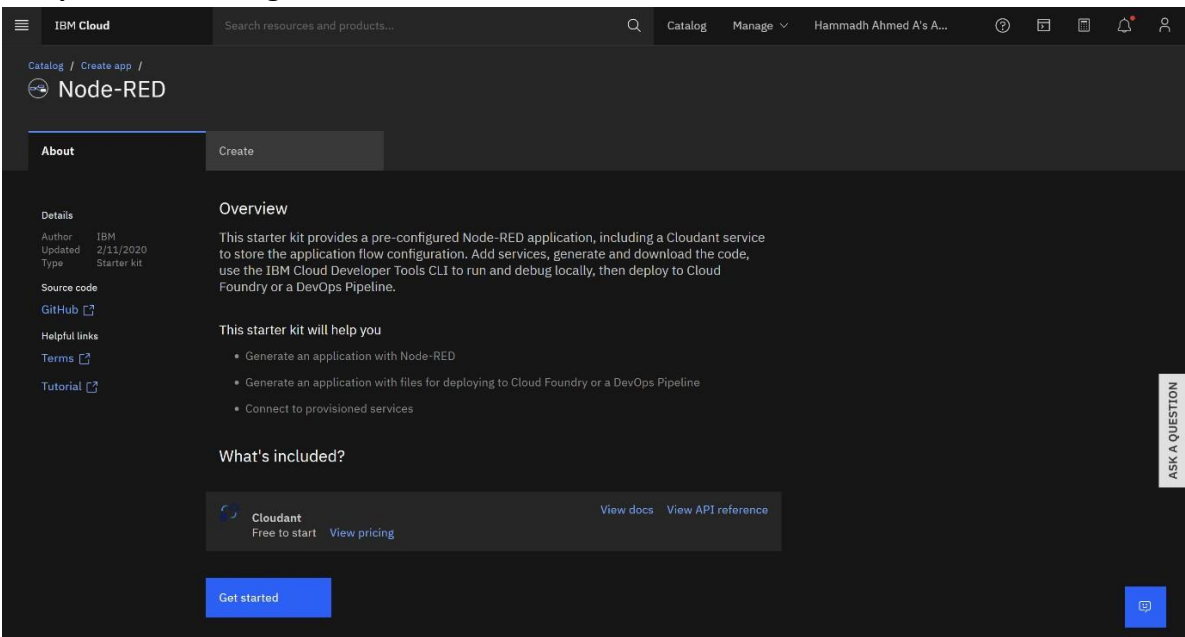 IBM Cloud
Search resources and products...
Catalog
Manage
Hammadh Ahmed A's A...
Catalog / Create app /
Node-RED
About
Create
Details
Author IBM
Updated 2/11/2020
Type Starter kit
Source code
GitHub
Helpful links
Terms
Tutorial
Overview
This starter kit provides a pre-configured Node-RED application, including a Cloudant service
to store the application flow configuration. Add services, generate and download the code,
use the IBM Cloud Developer Tools CLI to run and debug locally, then deploy to Cloud
Foundry or a DevOps Pipeline.
This starter kit will help you
• Generate an application with Node-RED
• Generate an application with files for deploying to Cloud Foundry or a DevOps Pipeline
• Connect to provisioned services
What's included?
Cloudant
Free to start View pricing
View docs View API reference
Get started
ASK A QUESTION